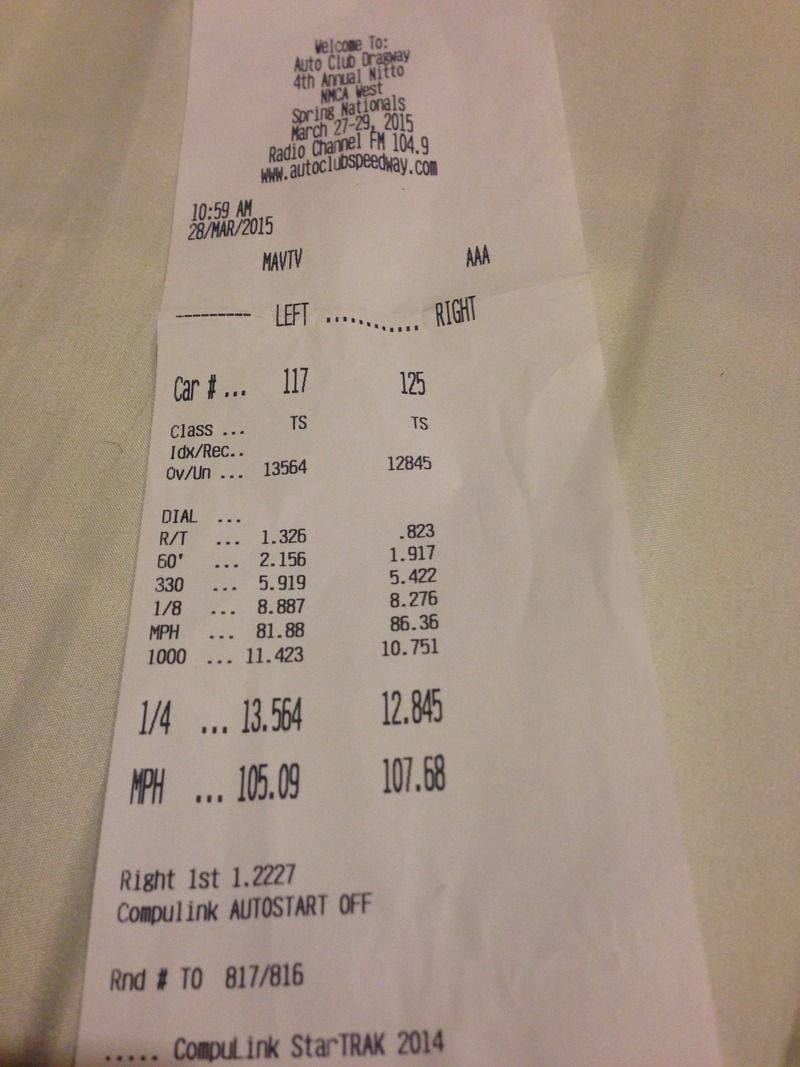 Welcome To:
Auto Club Dragway
4th Annual Nitto
NMCA West
Spring Nationals
March 27-29, 2015
Radio Channel FM 104.9
www.autoclubspeedway.com
10:59 AM
28/MAR/2015
MAVTV AAA
--------- LEFT ............ RIGHT
Car # ... 117 125
Class ... TS TS
Idx/Rec..
Ov/Un ... 13564 12845
DIAL ...
R/T ... 1.326 .823
60' ... 2.156 1.917
330 ... 5.919 5.422
1/8 ... 8.887 8.276
MPH ... 81.88 86.36
1000 ... 11.423 10.751
1/4 ... 13.564 12.845
MPH ... 105.09 107.68
Right 1st 1.2227
Compulink AUTOSTART OFF
Rnd # TO 817/816
..... CompuLink StarTRAK 2014